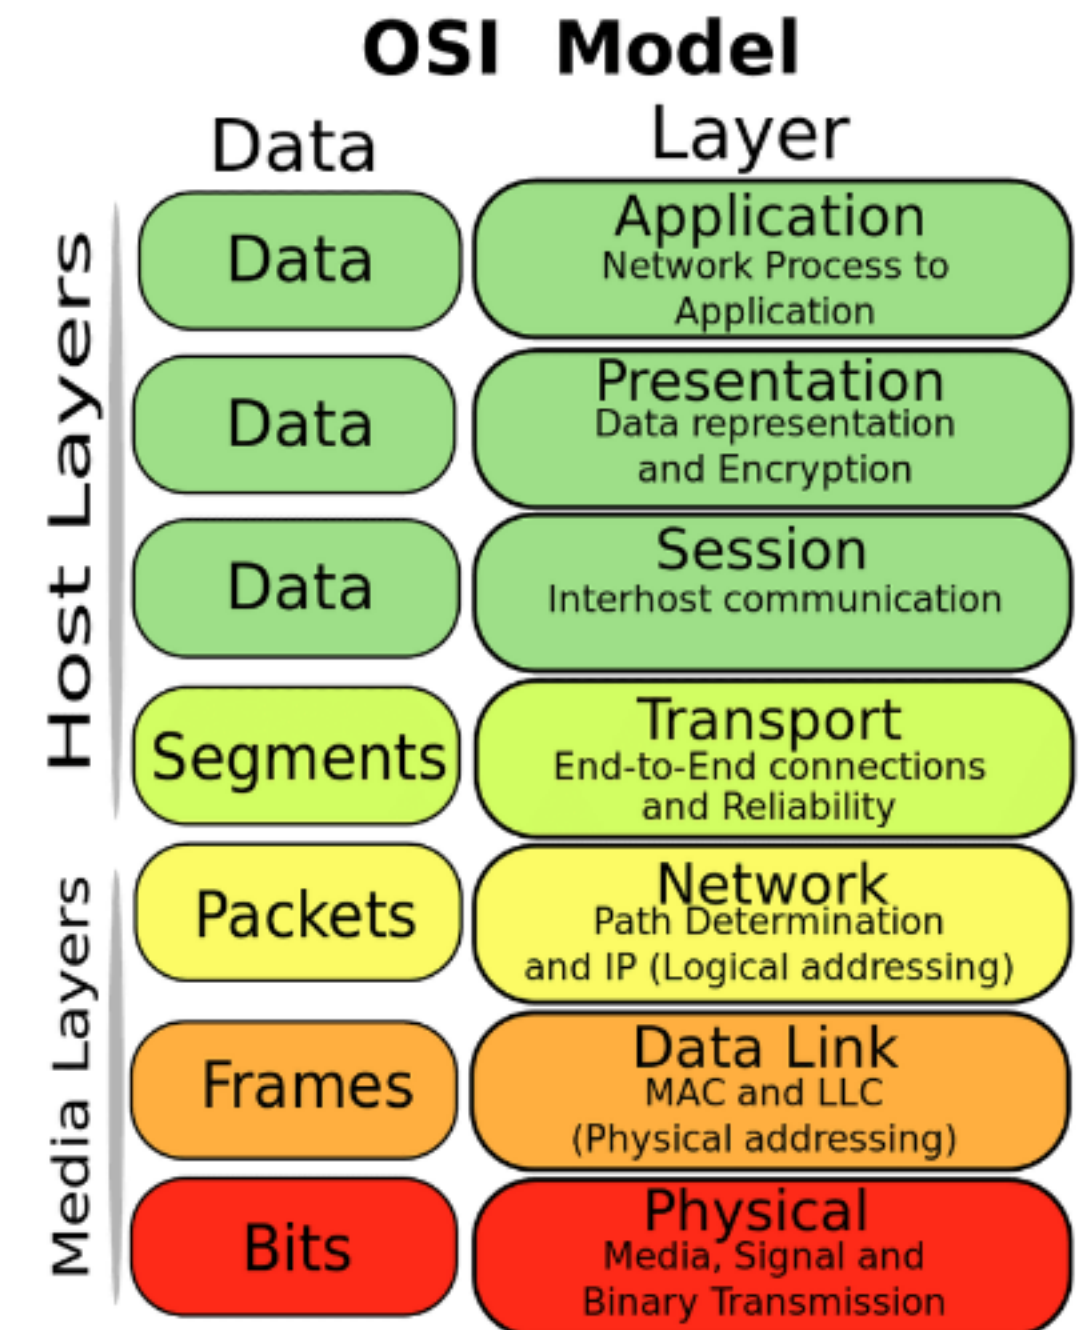 OSI Model
Data
Layer
Host Layers
Data
Application
Network Process to
Application
Data
Presentation
Data representation
and Encryption
Data
Session
Interhost communication
Segments
Transport
End-to-End connections
and Reliability
Media Layers
Packets
Network
Path Determination
and IP (Logical addressing)
Frames
Data Link
MAC and LLC
(Physical addressing)
Bits
Physical
Media, Signal and
Binary Transmission